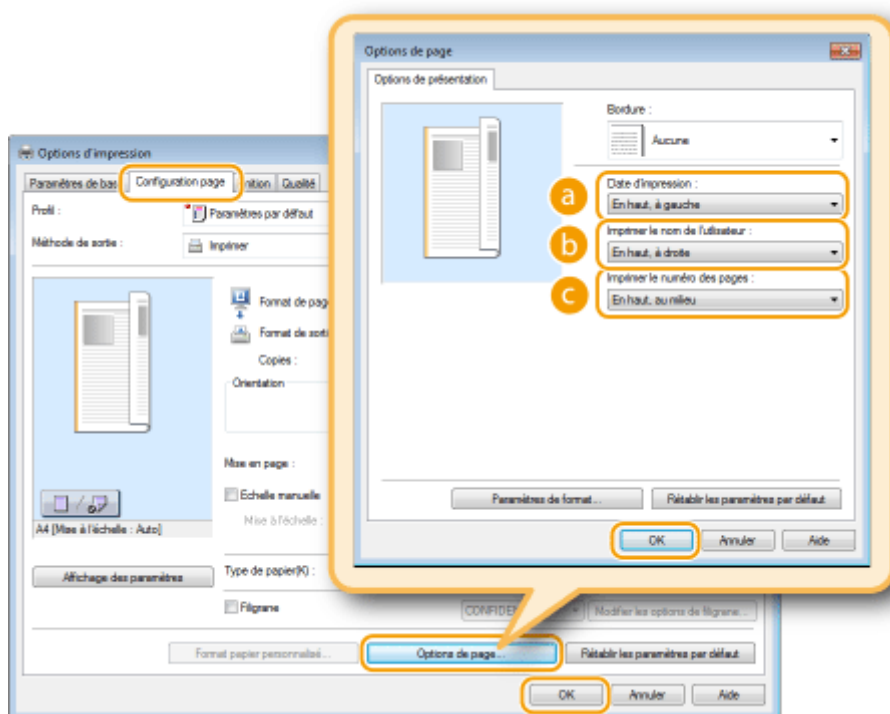 Options de page
Options de présentation
Bordure :
Aucune
a
Date d'impression :
En haut, à gauche
b
Imprimer le nom de l'utilisateur :
En haut, à droite
c
Imprimer le numéro des pages :
En haut, au milieu
Paramètres de format...
Rétablir les paramètres par défaut
OK
Annuler
Aide
Options d'impression
Paramètres de bas
Configuration page
nition
Qualité
Profil :
Paramètres par défaut
Méthode de sortie :
Imprimer
Format de pag
Format de sorti
Copies :
Orientation
Mise en page :
Echelle manuelle
Mise à l'échelle :
A4 [Mise à l'échelle : Auto]
Affichage des paramètres
Type de papier(K) :
Filigrane
CONFIDEN
Modifier les options de filigrane...
Format papier personnalisé...
Options de page...
Rétablir les paramètres par défaut
OK
Annuler
Aide